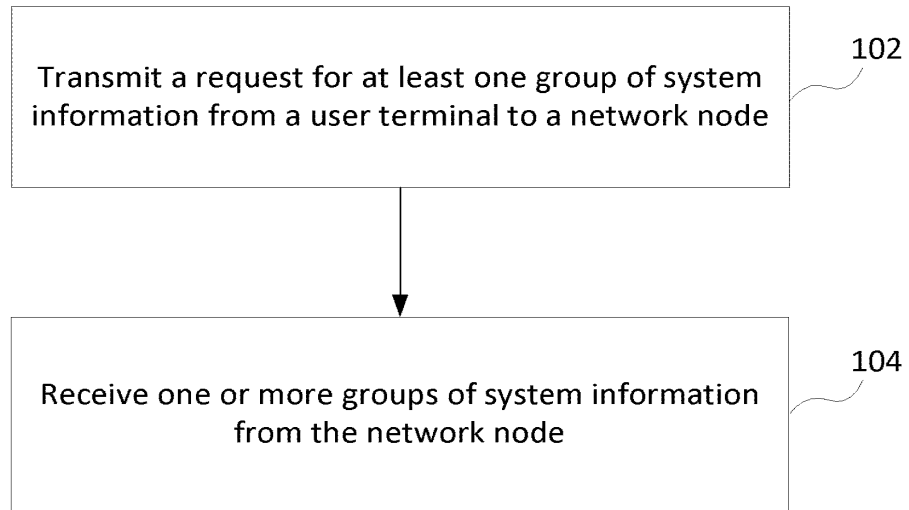 Transmit a request for at least one group of system
information from a user terminal to a network node
102
Receive one or more groups of system information
from the network node
104